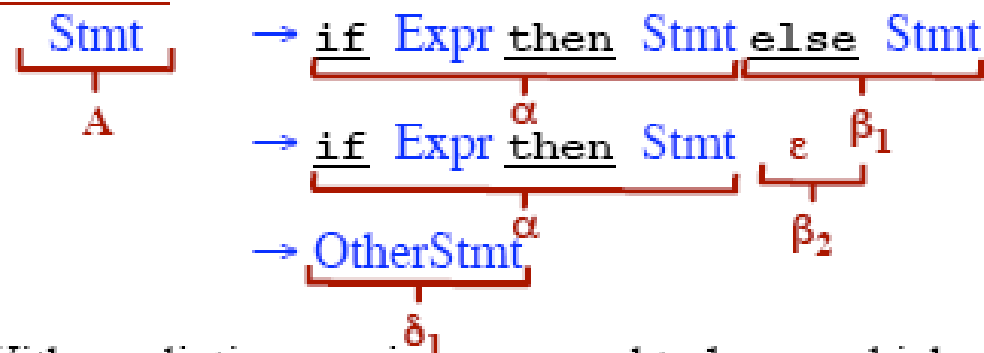 Stmt → if Expr then Stmt else Stmt
A α β1
→ if Expr then Stmt ε
α β2
→ OtherStmt
δ1